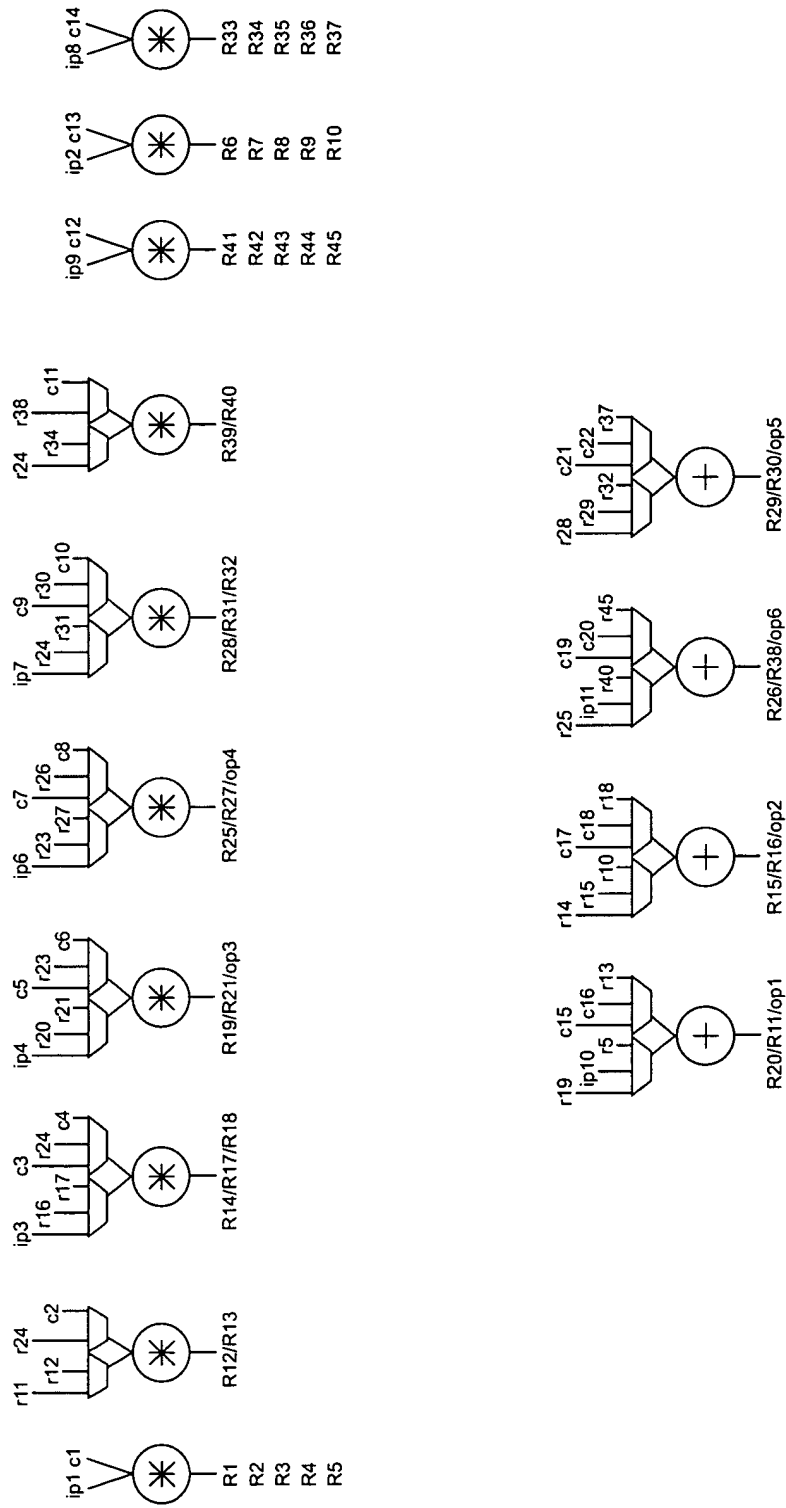 ip1 c1
R1
R2
R3
R4
R5
r11
r12
r24
c2
R12/R13
ip3
r16
r17
c3
r24
c4
R14/R17/R18
ip4
r20
r21
c5
r23
c6
R19/R21/op3
ip6
r23
r27
c7
r26
c8
R25/R27/op4
ip7
r24
r31
c9
r30
c10
R28/R31/R32
r24
r34
r38
c11
R39/R40
ip9 c12
R41
R42
R43
R44
R45
ip2 c13
R6
R7
R8
R9
R10
ip8 c14
R33
R34
R35
R36
R37
r19
ip10
r5
c15
c16
r13
R20/R11/op1
r14
r15
r10
c17
c18
r18
R15/R16/op2
r25
ip11
r40
c19
c20
r45
R26/R38/op6
r28
r29
r32
c21
c22
r37
R29/R30/op5